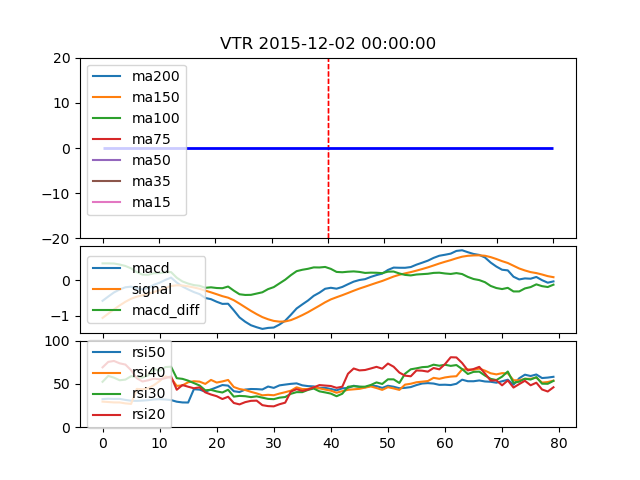 VTR 2015-12-02 00:00:00
20
10
0
−10
−20
ma200
ma150
ma100
ma75
ma50
ma35
ma15
0
−1
macd
signal
macd_diff
100
50
0
rsi50
rsi40
rsi30
rsi20
0 10 20 30 40 50 60 70 80